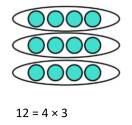 12 = 4 × 3